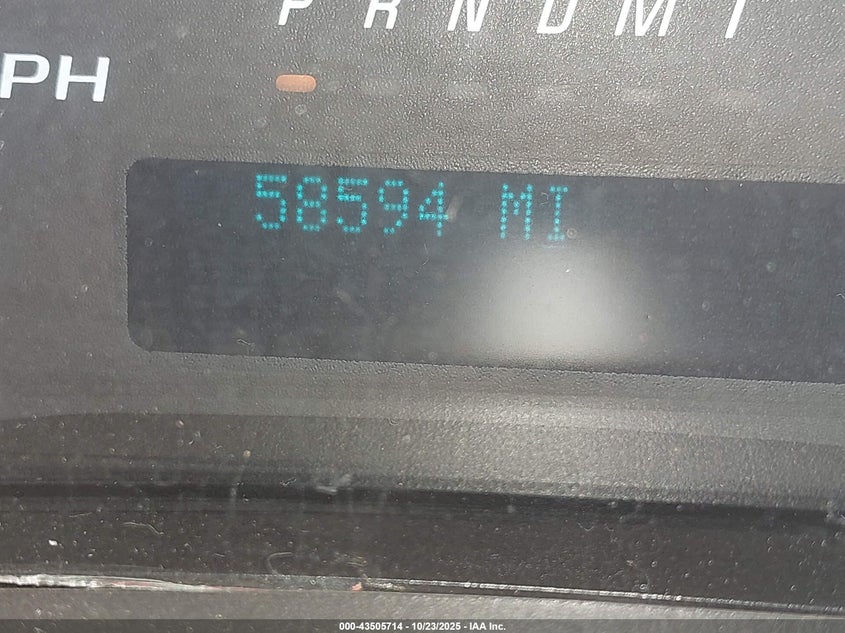 P R N D M 1
PH
58594 MI
000-43505714 - 10/23/2025 - IAA Inc.